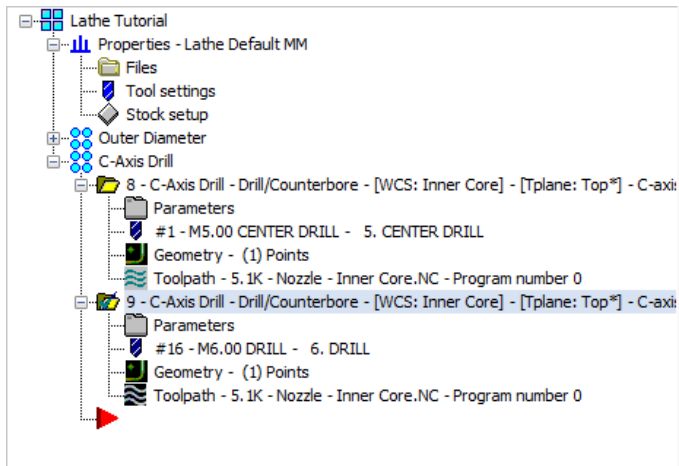 Lathe Tutorial
Properties - Lathe Default MM
Files
Tool settings
Stock setup
Outer Diameter
C-Axis Drill
8 - C-Axis Drill - Drill/Counterbore - [WCS: Inner Core] - [Tplane: Top*] - C-axi
Parameters
#1 - M5.00 CENTER DRILL - 5. CENTER DRILL
Geometry - (1) Points
Toolpath - 5.1K - Nozzle - Inner Core.NC - Program number 0
9 - C-Axis Drill - Drill/Counterbore - [WCS: Inner Core] - [Tplane: Top*] - C-axi
Parameters
#16 - M6.00 DRILL - 6. DRILL
Geometry - (1) Points
Toolpath - 5.1K - Nozzle - Inner Core.NC - Program number 0